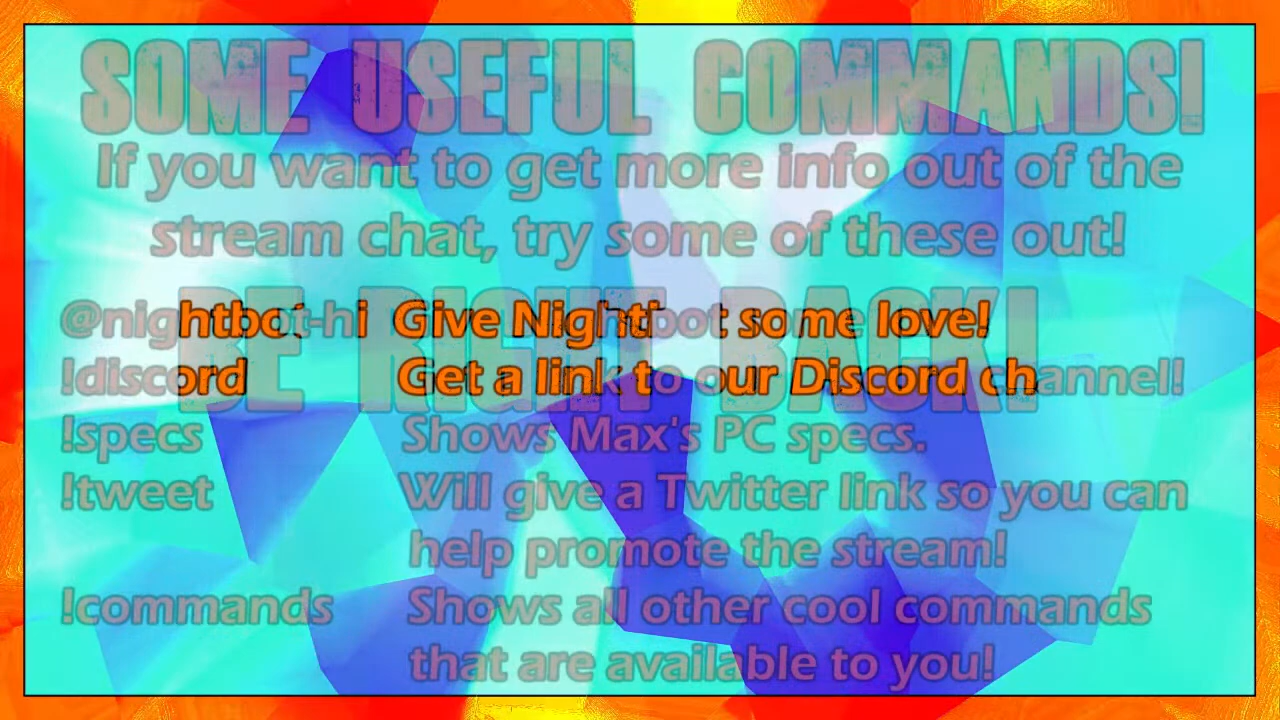 SOME USEFUL COMMANDS!
If you want to get more info out of the
stream chat, try some of these out!
BE RIGHT BACK!
@nightbot-hi Give Nightbot some love!
!discord Get a link to our Discord channel!
!specs Shows Max's PC specs.
!tweet Will give a Twitter link so you can
help promote the stream!
!commands Shows all other cool commands
that are available to you!